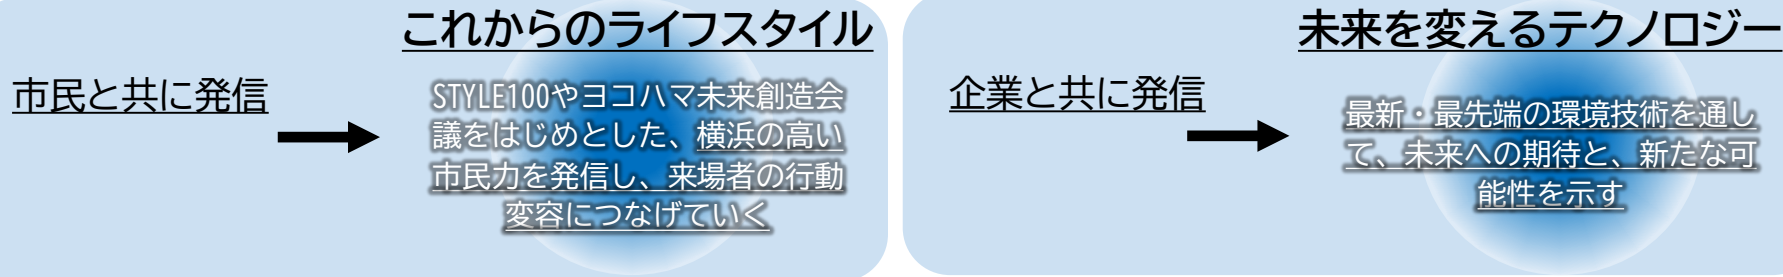 これからのライフスタイル
市民と共に発信
STYLE100やヨコハマ未来創造会
議をはじめとした、横浜の高い
市民力を発信し、来場者の行動
変容につなげていく
未来を変えるテクノロジー
企業と共に発信
最新・最先端の環境技術を通し
て、未来への期待と、新たな可
能性を示す